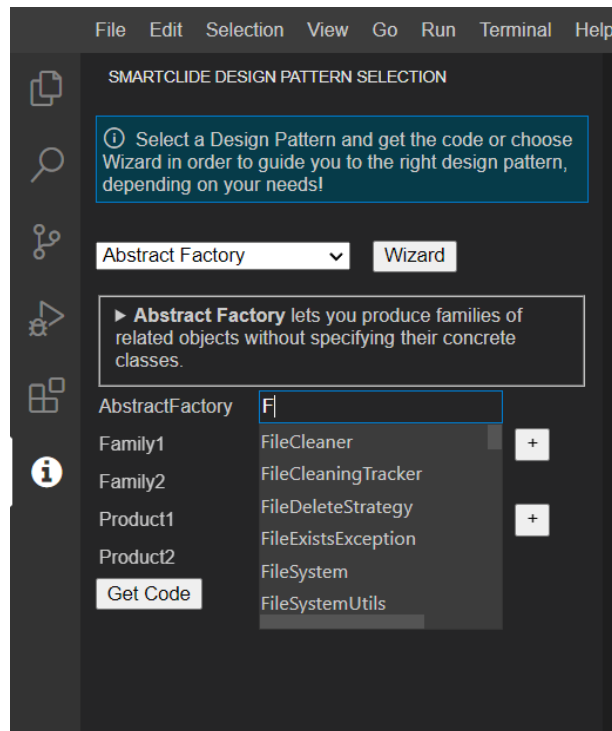 File Edit Selection View Go Run Terminal Help
SMARTCLIDE DESIGN PATTERN SELECTION
Select a Design Pattern and get the code or choose
Wizard in order to guide you to the right design pattern,
depending on your needs!
Abstract Factory Wizard
▶ Abstract Factory lets you produce families of
related objects without specifying their concrete
classes.
AbstractFactory F
Family1 FileCleaner +
Family2 FileCleaningTracker
Product1 FileDeleteStrategy +
FileExistsException
Product2
FileSystem
Get Code FileSystemUtils